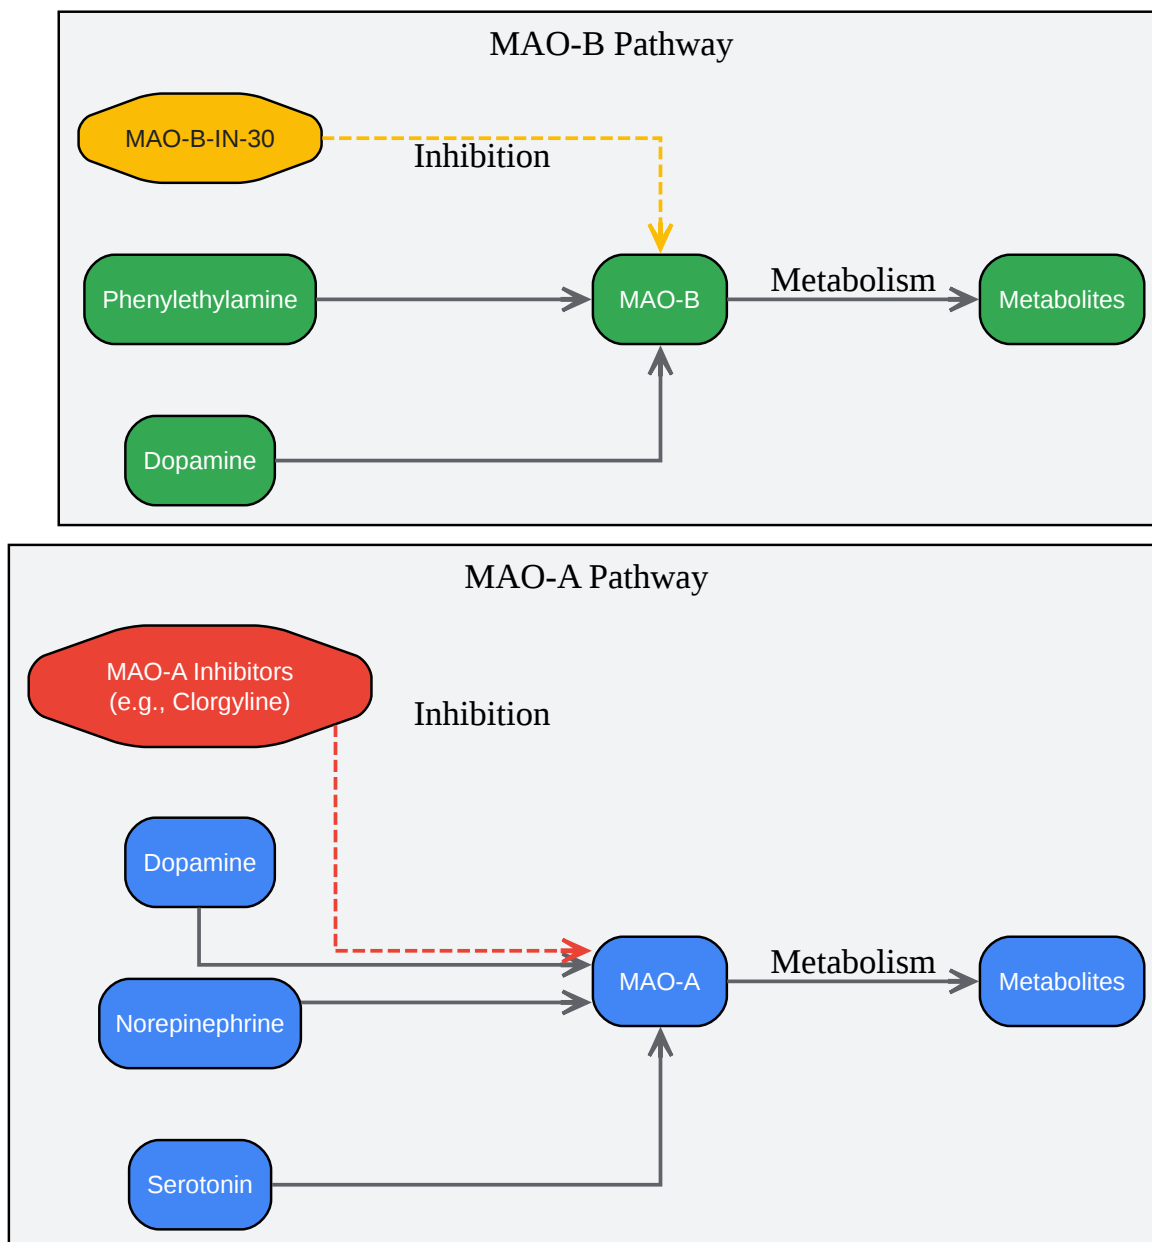 MAO-B Pathway
MAO-B-IN-30
Inhibition
Phenylethylamine
MAO-B
Metabolism
Metabolites
Dopamine
MAO-A Pathway
MAO-A Inhibitors
(e.g., Clorgyline)
Inhibition
Dopamine
MAO-A
Metabolism
Metabolites
Norepinephrine
Serotonin